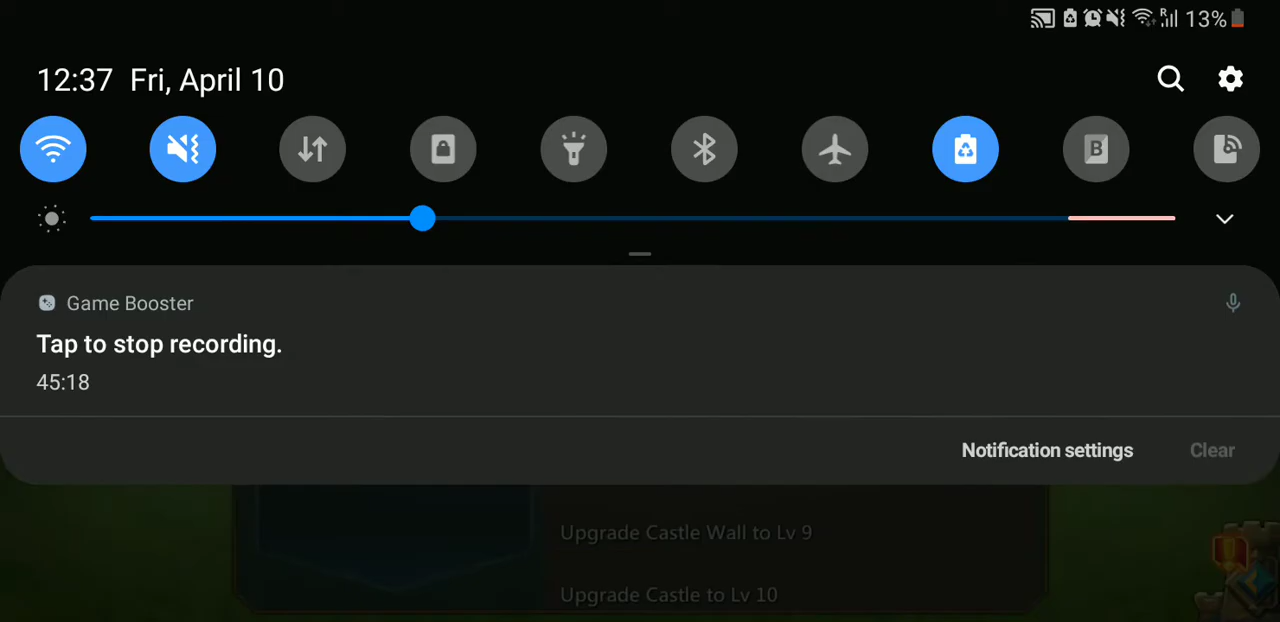 R 13%
12:37 Fri, April 10
B
Game Booster
Tap to stop recording.
45:18
Notification settings Clear
Upgrade Castle Wall to Lv 9
Upgrade Castle to Lv 10